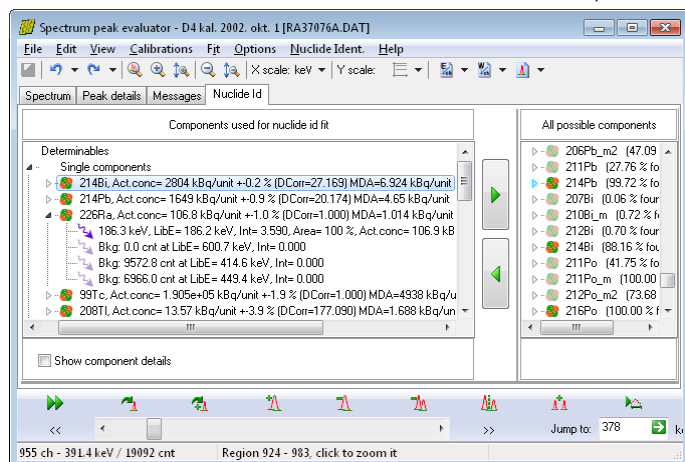 Spectrum peak evaluator - D4 kal. 2002. okt. 1 [RA37076A.DAT]
File Edit View Calibrations Fit Options Nuclide Ident. Help
X scale: keV Y scale:
Spectrum Peak details Messages Nuclide Id
Components used for nuclide id fit
All possible components
Determinables
Single components
214Bi, Act.conc= 2804 kBq/unit +-0.2 % (DCorr=27.169) MDA=6.924 kBq/unit
214Pb, Act.conc= 1649 kBq/unit +-0.9 % (DCorr=20.174) MDA=4.65 kBq/unit
226Ra, Act.conc= 106.8 kBq/unit +-1.0 % (DCorr=1.000) MDA=1.014 kBq/unit
186.3 keV, LibE= 186.2 keV, Int= 3.590, Area= 100 %, Act.conc= 106.9 kB
Bkg: 0.0 cnt at LibE= 600.7 keV, Int= 0.000
Bkg: 9572.8 cnt at LibE= 414.6 keV, Int= 0.000
Bkg: 6966.0 cnt at LibE= 449.4 keV, Int= 0.000
99Tc, Act.conc= 1.905e+05 kBq/unit +-1.9 % (DCorr=1.000) MDA=4938 kBq/u
208Tl, Act.conc= 13.57 kBq/unit +-3.9 % (DCorr=177.090) MDA=1.688 kBq/un
206Pb_m2 (47.09
211Pb (27.76 % fo
214Pb (99.72 % fo
207Bi (0.06 % four
210Bi_m (0.72 % f
212Bi (0.70 % four
214Bi (88.16 % four
211Po (41.75 % fo
211Po_m (100.00
212Po_m2 (73.68
216Po (100.00 % f
Show component details
<< >> Jump to: 378 k
955 ch - 391.4 keV / 19092 cnt Region 924 - 983, click to zoom it